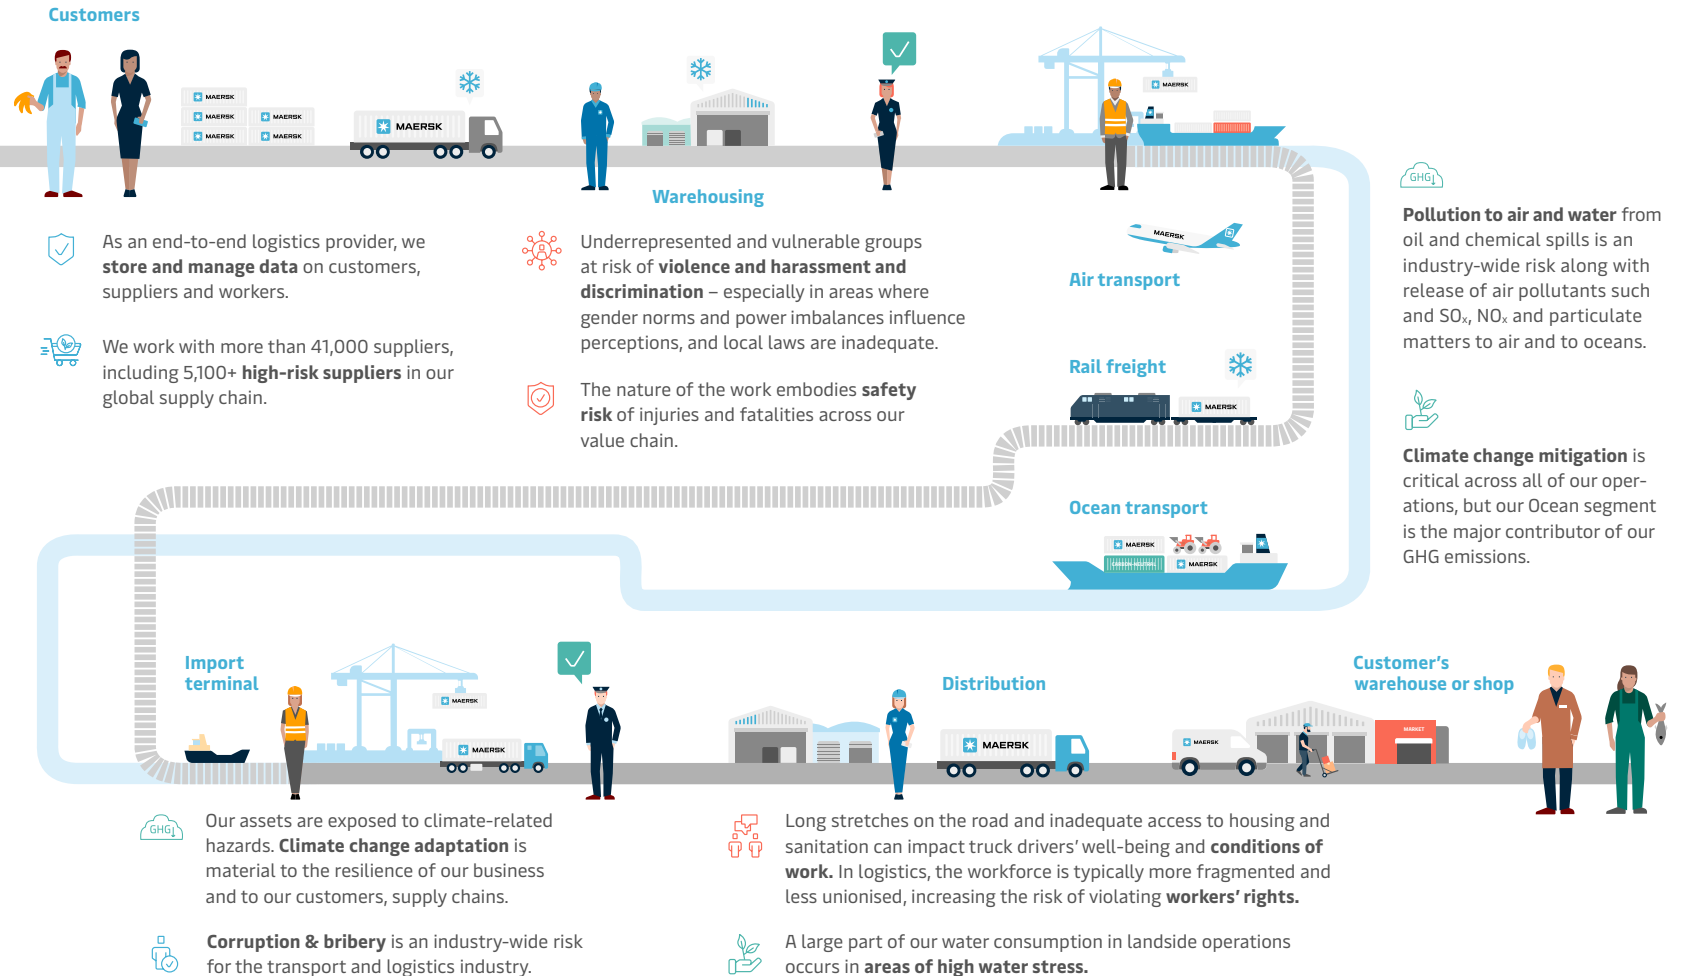 Customers
MAERSK
MAERSK
MAERSK
MAERSK
MAERSK
MAERSK
MAERSK
Warehousing
As an end-to-end logistics provider, we
store and manage data on customers,
suppliers and workers.
We work with more than 41,000 suppliers,
including 5,100+ high-risk suppliers in our
global supply chain.
Underrepresented and vulnerable groups
at risk of violence and harassment and
discrimination – especially in areas where
gender norms and power imbalances influence
perceptions, and local laws are inadequate.
The nature of the work embodies safety
risk of injuries and fatalities across our
value chain.
MAERSK
Air transport
Rail freight
MAERSK
Ocean transport
MAERSK
CARBON-NEUTRAL
MAERSK
GHG
Pollution to air and water from
oil and chemical spills is an
industry-wide risk along with
release of air pollutants such
and SOx, NOx and particulate
matters to air and to oceans.
Climate change mitigation is
critical across all of our oper-
ations, but our Ocean segment
is the major contributor of our
GHG emissions.
Import
terminal
MAERSK
MAERSK
Distribution
MAERSK
Customer’s
warehouse or shop
MAERSK
MARKET
GHG
Our assets are exposed to climate-related
hazards. Climate change adaptation is
material to the resilience of our business
and to our customers, supply chains.
Corruption & bribery is an industry-wide risk
for the transport and logistics industry.
Long stretches on the road and inadequate access to housing and
sanitation can impact truck drivers’ well-being and conditions of
work. In logistics, the workforce is typically more fragmented and
less unionised, increasing the risk of violating workers’ rights.
A large part of our water consumption in landside operations
occurs in areas of high water stress.